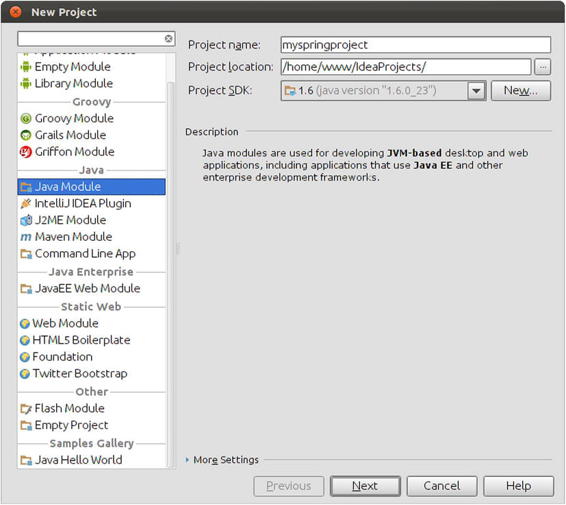 New Project
Application Module
Empty Module
Library Module
Groovy
Groovy Module
Grails Module
Griffon Module
Java
Java Module
IntelliJ IDEA Plugin
J2ME Module
Maven Module
Command Line App
Java Enterprise
JavaEE Web Module
Static Web
Web Module
HTML5 Boilerplate
Foundation
Twitter Bootstrap
Other
Flash Module
Empty Project
Samples Gallery
Java Hello World
Project name: myspringproject
Project location: /home/www/IdeaProjects/ ...
Project SDK: 1.6 (java version "1.6.0_23") New...
Description
Java modules are used for developing JVM-based desktop and web
applications, including applications that use Java EE and other
enterprise development frameworks.
More Settings
Previous Next Cancel Help